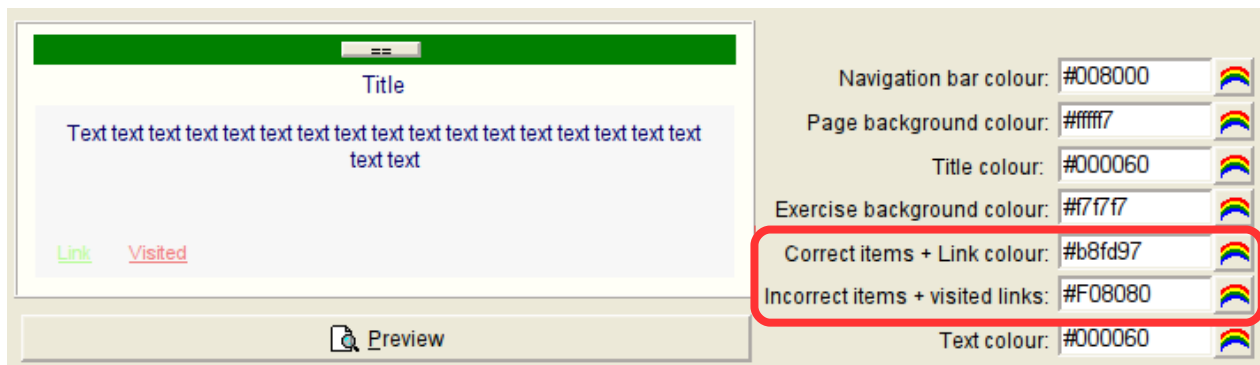 ==
Title
Text text text text text text text text text text text text text text text text text
text text
Link Visited
Preview
Navigation bar colour: #008000
Page background colour: #fffff7
Title colour: #000060
Exercise background colour: #f7f7f7
Correct items + Link colour: #b8fd97
Incorrect items + visited links: #F08080
Text colour: #000060